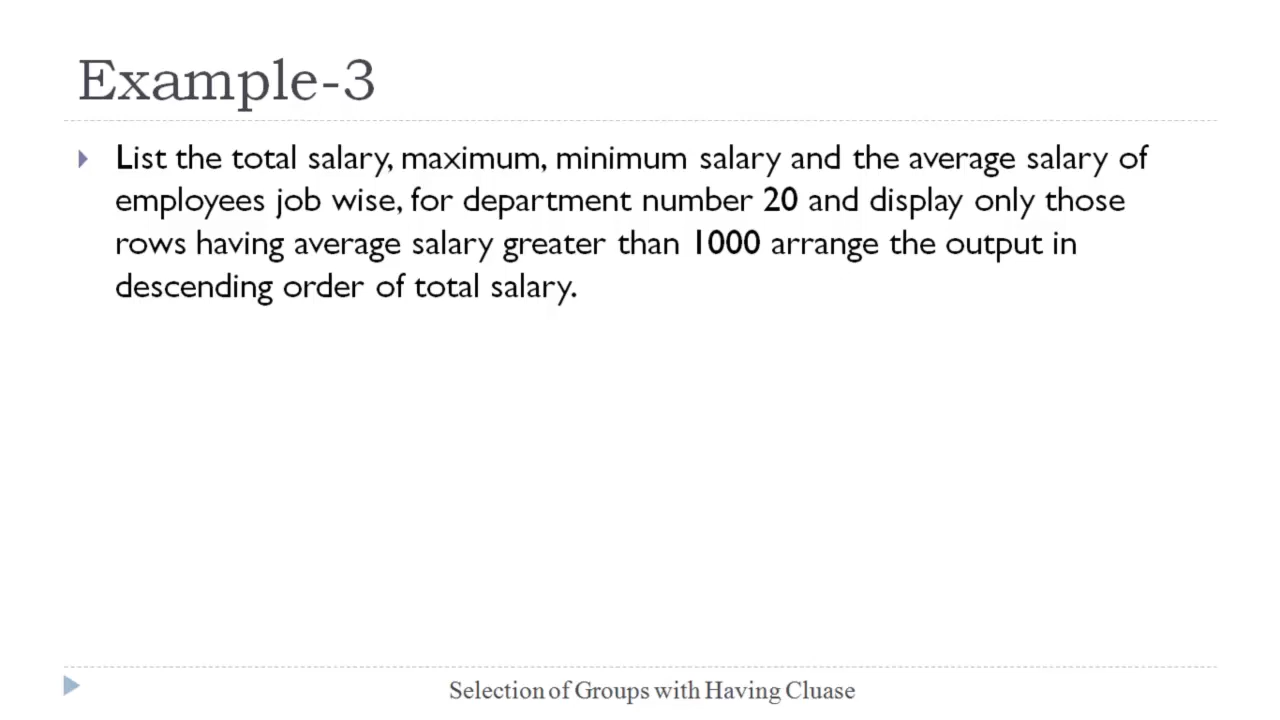 Example-3
List the total salary, maximum, minimum salary and the average salary of
employees job wise, for department number 20 and display only those
rows having average salary greater than 1000 arrange the output in
descending order of total salary.
Selection of Groups with Having Cluase